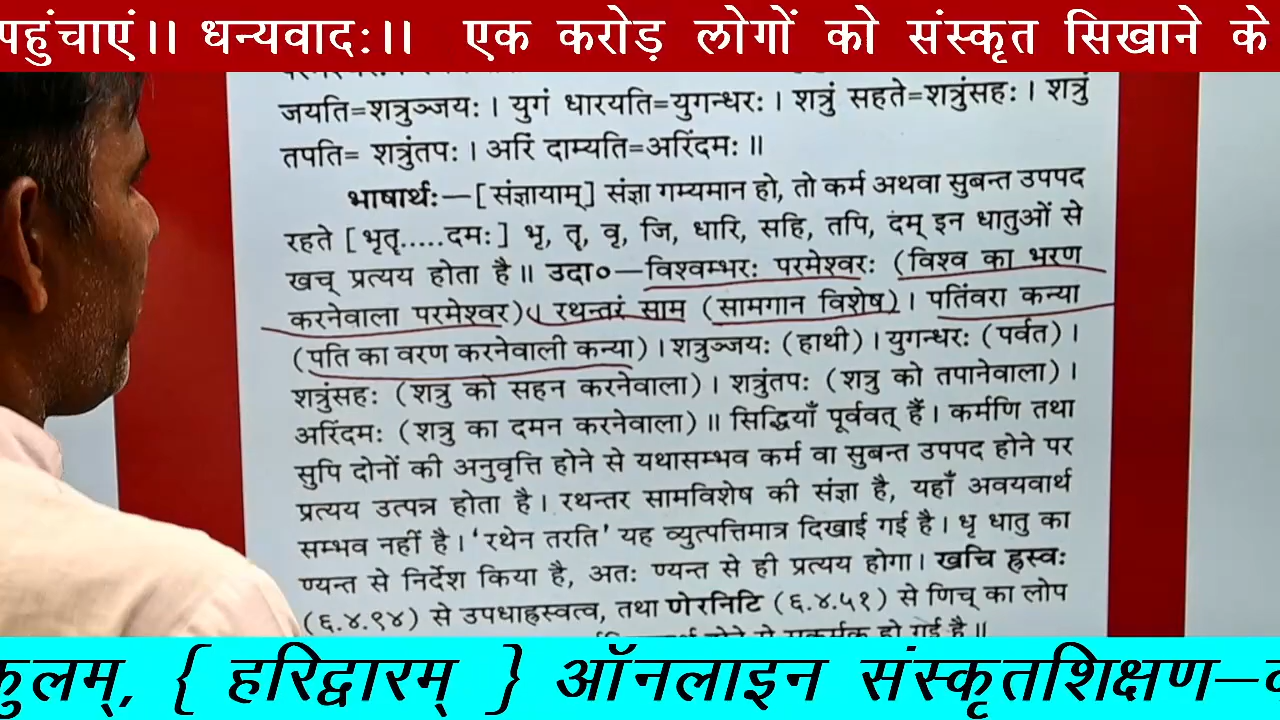 पहुंचाएं।। धन्यवादः।। एक करोड़ लोगों को संस्कृत सिखाने के
जयति=शत्रुञ्जयः । युगं धारयति=युगन्धरः । शत्रुं सहते=शत्रुंसहः । शत्रुं
तपति= शत्रुंतपः । अरिं दाम्यति=अरिंदमः ॥
भाषार्थः—[संज्ञायाम्] संज्ञा गम्यमान हो, तो कर्म अथवा सुबन्त उपपद
रहते [भृतॄ.....दमः] भृ, तॄ, वृ, जि, धारि, सहि, तपि, दम् इन धातुओं से
खच् प्रत्यय होता है ॥ उदा०—विश्वम्भरः परमेश्वरः (विश्व का भरण
करनेवाला परमेश्वर)। रथन्तरं साम (सामगान विशेष)। पतिंवरा कन्या
(पति का वरण करनेवाली कन्या)। शत्रुञ्जयः (हाथी)। युगन्धरः (पर्वत)।
शत्रुंसहः (शत्रु को सहन करनेवाला)। शत्रुंतपः (शत्रु को तपानेवाला)।
अरिंदमः (शत्रु का दमन करनेवाला)॥ सिद्धियाँ पूर्ववत् हैं। कर्मणि तथा
सुपि दोनों की अनुवृत्ति होने से यथासम्भव कर्म वा सुबन्त उपपद होने पर
प्रत्यय उत्पन्न होता है। रथन्तर सामविशेष की संज्ञा है, यहाँ अवयवार्थ
सम्भव नहीं है। 'रथेन तरति' यह व्युत्पत्तिमात्र दिखाई गई है। धृ धातु का
ण्यन्त से निर्देश किया है, अतः ण्यन्त से ही प्रत्यय होगा। खचि ह्रस्वः
(६.४.९४) से उपधाह्रस्वत्व, तथा णेरनिटि (६.४.५१) से णिच् का लोप
होने से सकर्मक हो गई है ॥
कुलम्, { हरिद्वारम् } ऑनलाइन संस्कृतशिक्षण—व